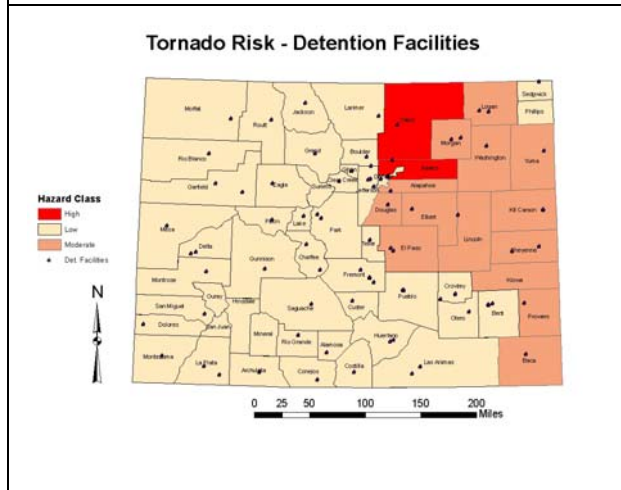 Tornado Risk - Detention Facilities
Sedgwick
Moffat
Jackson
Larimer
Logan
Phillips
Routt
Morgan
Grand
Boulder
Rio Blanco
Washington
Yuma
Garfield
Eagle
Summit
Arapahoe
Hazard Class
High
Low
Moderate
Det. Facilities
Douglas
Elbert
Kit Carson
Mesa
Lake
Park
Lincoln
Delta
Teller
El Paso
Cheyenne
Gunnison
Chaffee
Fremont
Kiowa
Montrose
Crowley
N
Ouray
Hinsdale
Pueblo
San Miguel
Saguache
Custer
Otero
Bent
Prowers
Dolores
San Juan
Mineral
Huerfano
Rio Grande
Alamosa
Montezuma
La Plata
Archuleta
Conejos
Costilla
Las Animas
Baca
0 25 50 100 150 200
Miles